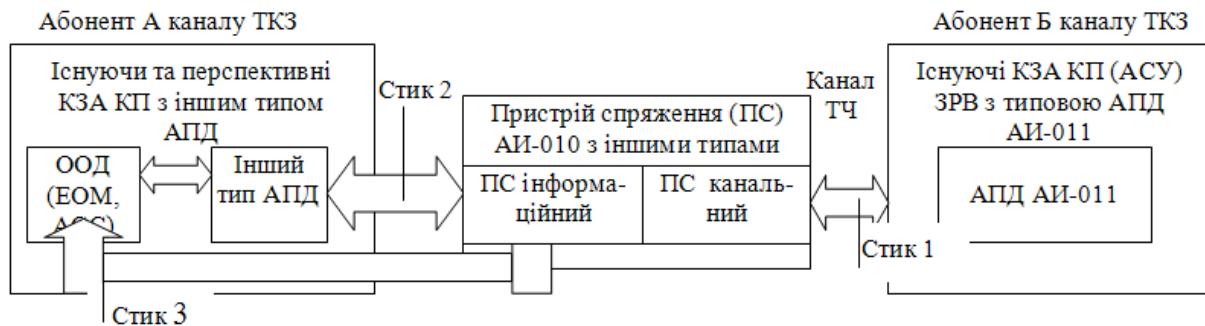 Абонент А каналу ТКЗ
Існуючи та перспективні
КЗА КП з іншим типом
АПД
ООД
(ЕОМ,
Інший
тип АПД
Стик 2
Стик 3
Пристрій спряження (ПС)
АИ-010 з іншими типами
ПС інформа-
ційний
ПС каналь-
ний
Канал
ТЧ
Стик 1
Абонент Б каналу ТКЗ
Існуючі КЗА КП (АСУ)
ЗРВ з типовою АПД
АИ-011
АПД АИ-011